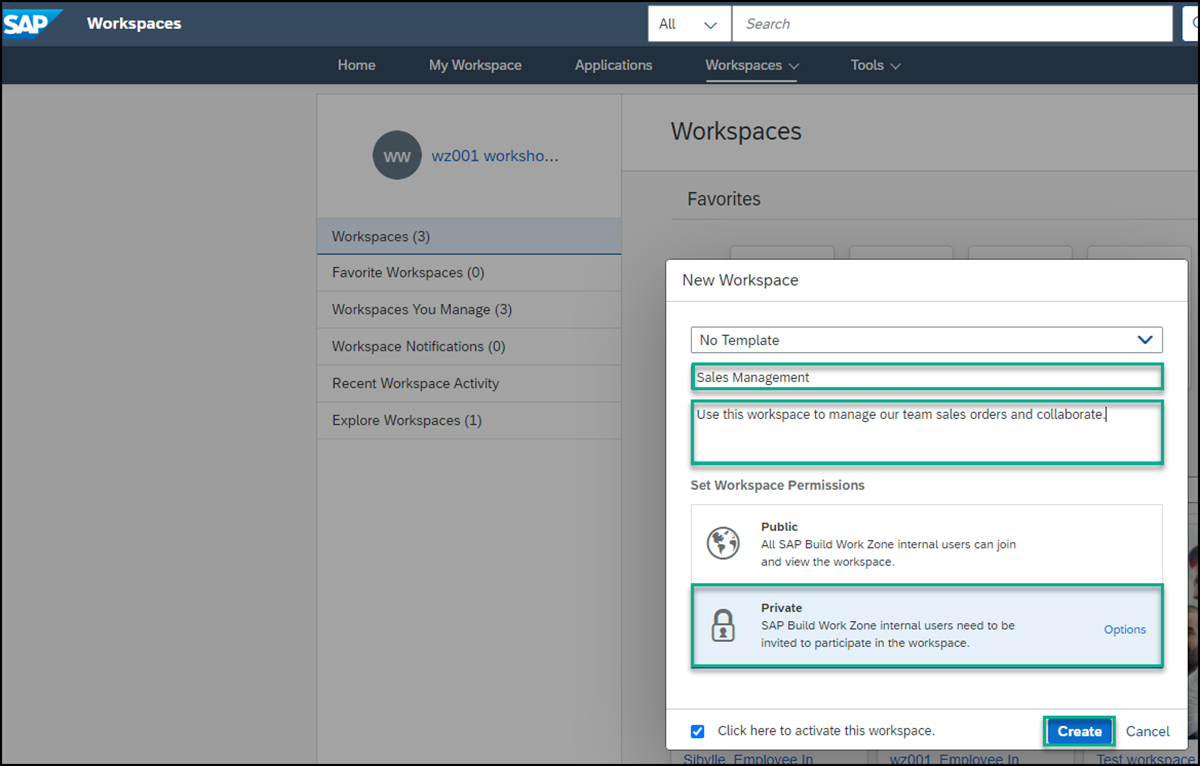 SAP
Workspaces
All
Search
Home
My Workspace
Applications
Workspaces
Tools
WW
wz001 worksho...
Workspaces (3)
Favorite Workspaces (0)
Workspaces You Manage (3)
Workspace Notifications (0)
Recent Workspace Activity
Explore Workspaces (1)
Workspaces
Favorites
New Workspace
No Template
Sales Management
Use this workspace to manage our team sales orders and collaborate.
Set Workspace Permissions
Public
All SAP Build Work Zone internal users can join
and view the workspace.
Private
SAP Build Work Zone internal users need to be
invited to participate in the workspace.
Options
Click here to activate this workspace.
Create
Cancel
Sibylle Employee In
wz001 Employee In
Test workspace